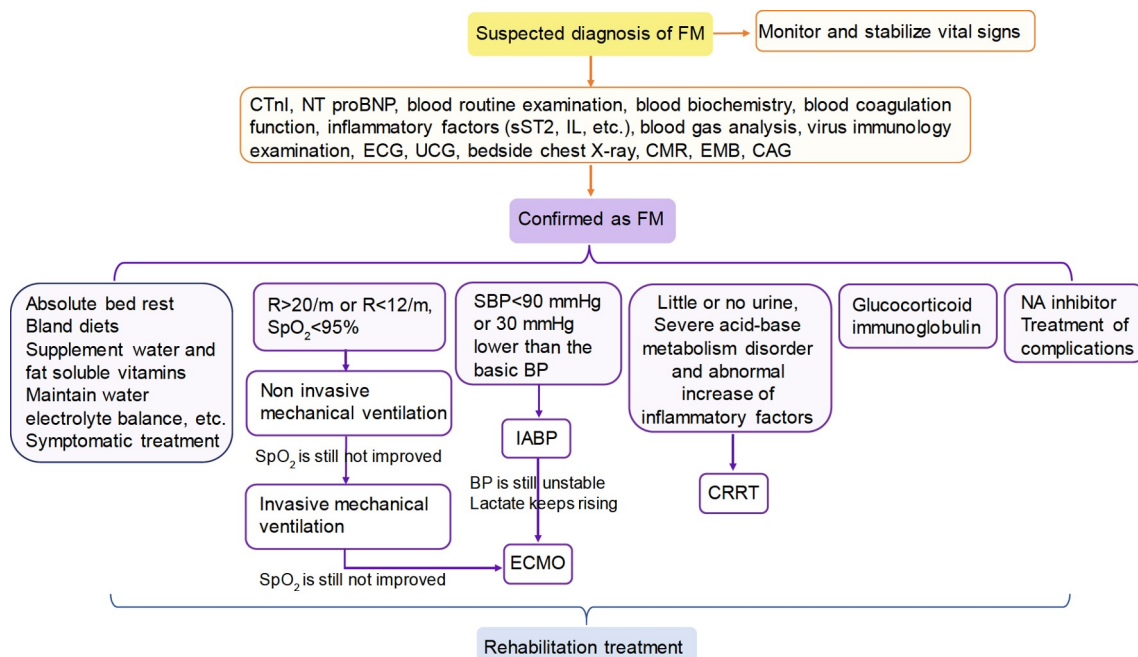 Suspected diagnosis of FM
Monitor and stabilize vital signs
CTnI, NT proBNP, blood routine examination, blood biochemistry, blood coagulation
function, inflammatory factors (sST2, IL, etc.), blood gas analysis, virus immunology
examination, ECG, UCG, bedside chest X-ray, CMR, EMB, CAG
Confirmed as FM
Absolute bed rest
Bland diets
Supplement water and
fat soluble vitamins
Maintain water
electrolyte balance, etc.
Symptomatic treatment
R>20/m or R<12/m,
SpO₂<95%
Non invasive
mechanical ventilation
SpO₂ is still not improved
Invasive mechanical
ventilation
SpO₂ is still not improved
SBP<90 mmHg
or 30 mmHg
lower than the
basic BP
IABP
BP is still unstable
Lactate keeps rising
ECMO
Little or no urine,
Severe acid-base
metabolism disorder
and abnormal
increase of
inflammatory factors
CRRT
Glucocorticoid
immunoglobulin
NA inhibitor
Treatment of
complications
Rehabilitation treatment